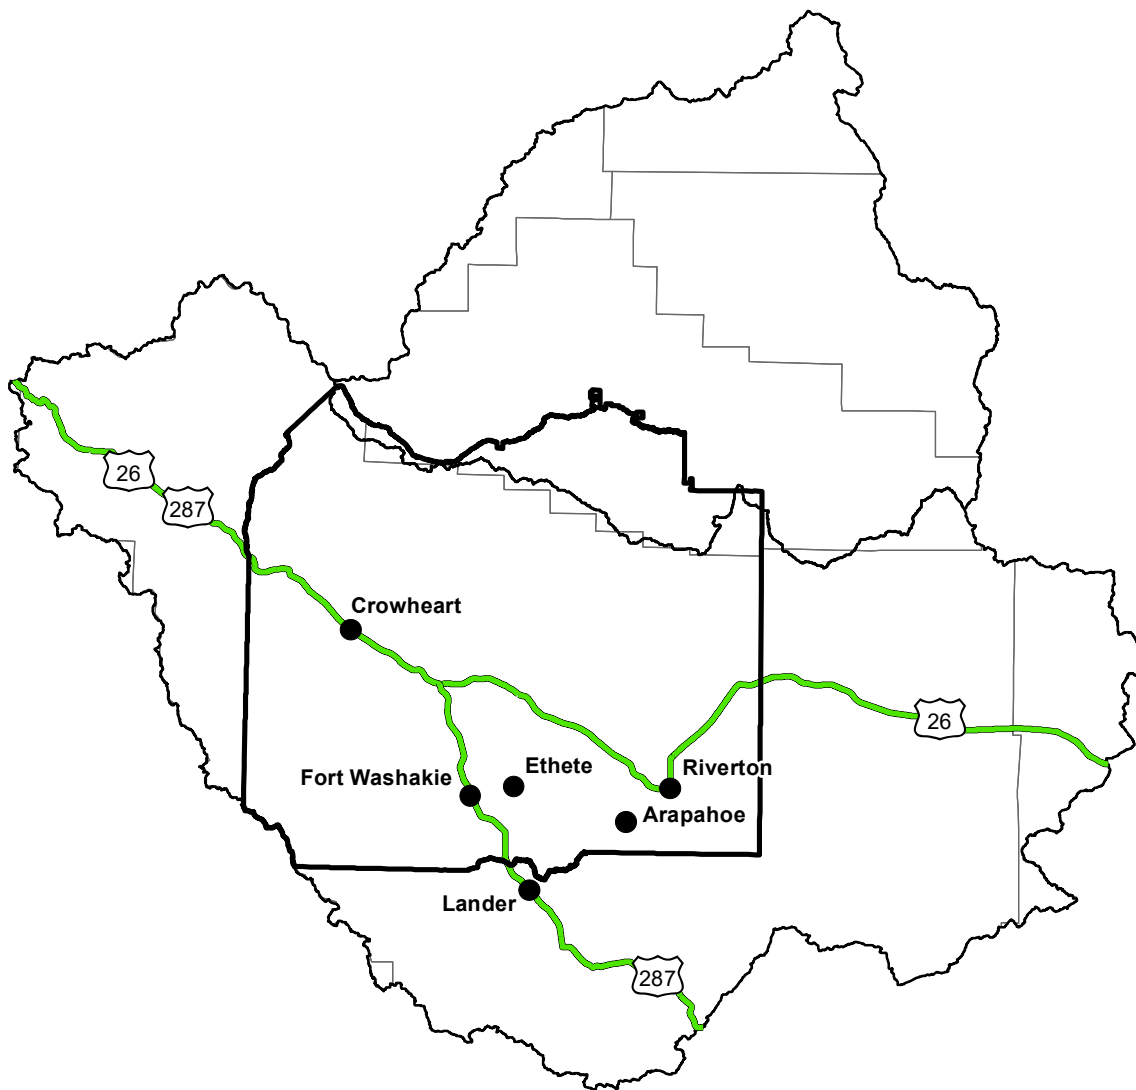 26
287
Crowheart
26
Ethete
Riverton
Fort Washakie
Arapahoe
Lander
287